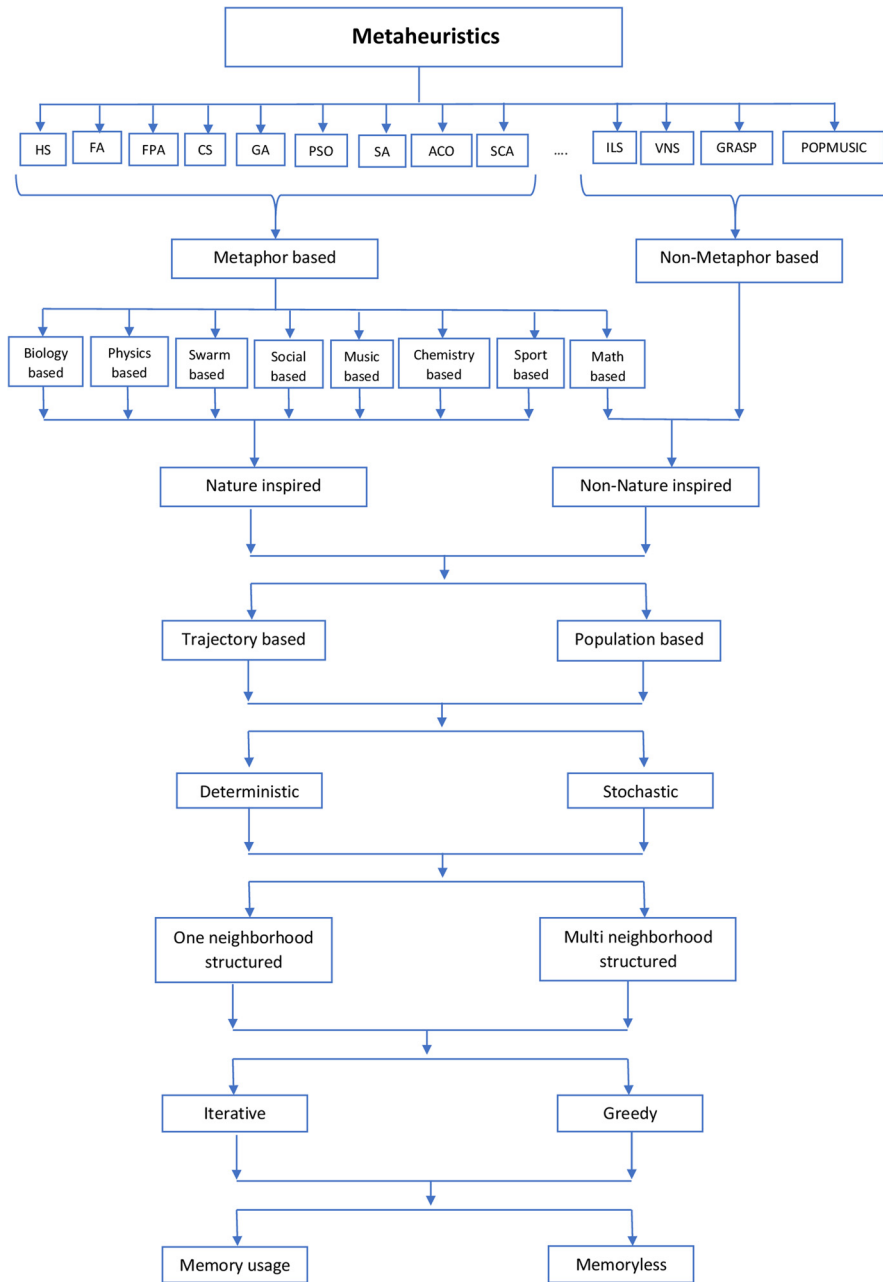 Metaheuristics
HS FA FPA CS GA PSO SA ACO SCA .... ILS VNS GRASP POPMUSIC
Metaphor based Non-Metaphor based
Biology based
Physics based
Swarm based
Social based
Music based
Chemistry based
Sport based
Math based
Nature inspired Non-Nature inspired
Trajectory based Population based
Deterministic Stochastic
One neighborhood
structured
Multi neighborhood
structured
Iterative Greedy
Memory usage Memoryless